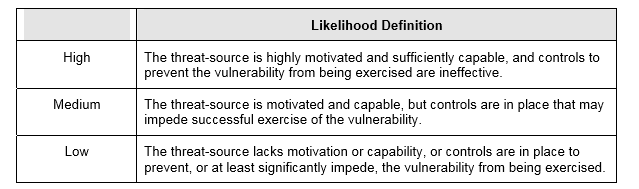 Likelihood Definition
High
The threat-source is highly motivated and sufficiently capable, and controls to
prevent the vulnerability from being exercised are ineffective.
Medium
The threat-source is motivated and capable, but controls are in place that may
impede successful exercise of the vulnerability.
Low
The threat-source lacks motivation or capability, or controls are in place to
prevent, or at least significantly impede, the vulnerability from being exercised.